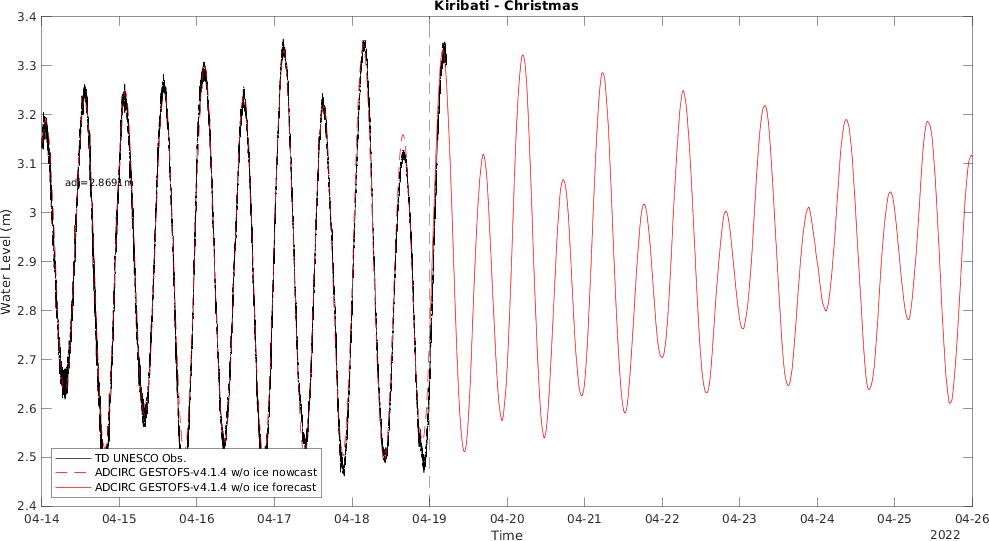 Kiribati - Christmas
3.4
3.3
3.2
3.1
3
2.9
2.8
2.7
2.6
2.5
2.4
Water Level (m)
adj=2.8691m
TD UNESCO Obs.
ADCIRC GESTOFS-v4.1.4 w/o ice nowcast
ADCIRC GESTOFS-v4.1.4 w/o ice forecast
04-14 04-15 04-16 04-17 04-18 04-19 04-20 04-21 04-22 04-23 04-24 04-25 04-26
Time
2022